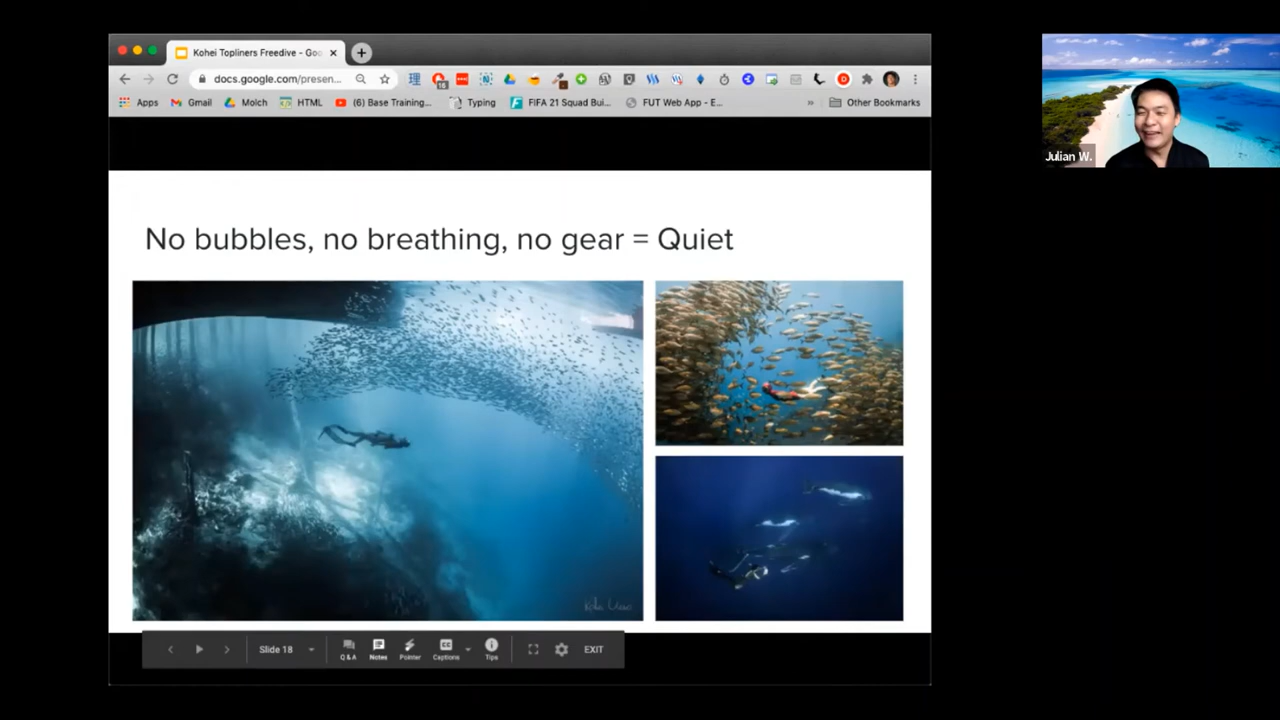 Kohei Topliners Freedive - Goo
docs.google.com/presen...
16
Apps Gmail Molch HTML (6) Base Training... Typing FIFA 21 Squad Bui... FUT Web App - E... » Other Bookmarks
Julian W.
No bubbles, no breathing, no gear = Quiet
Slide 18 Q & A Notes Pointer Captions Tips EXIT